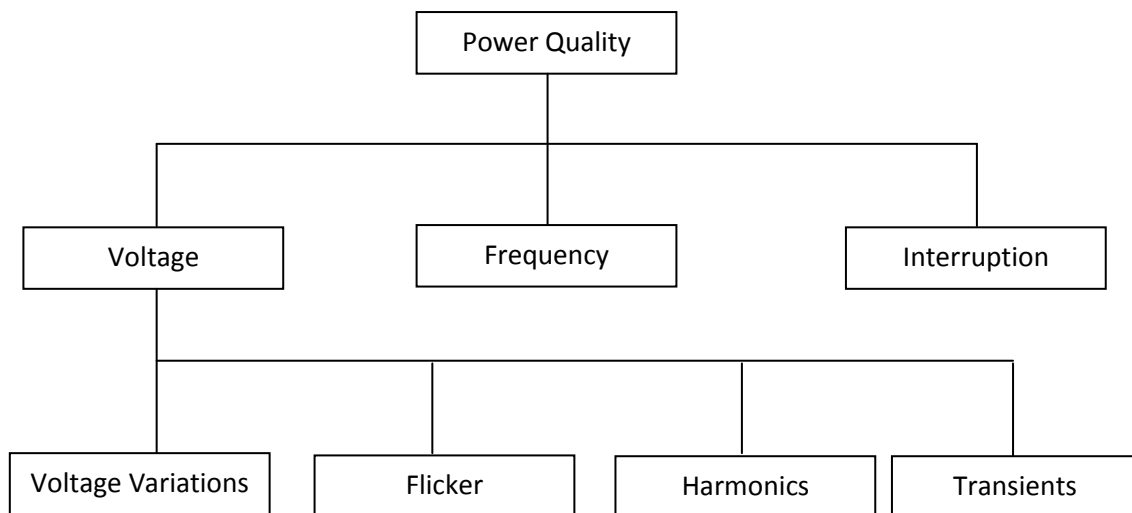 Power Quality
Voltage
Frequency
Interruption
Voltage Variations
Flicker
Harmonics
Transients